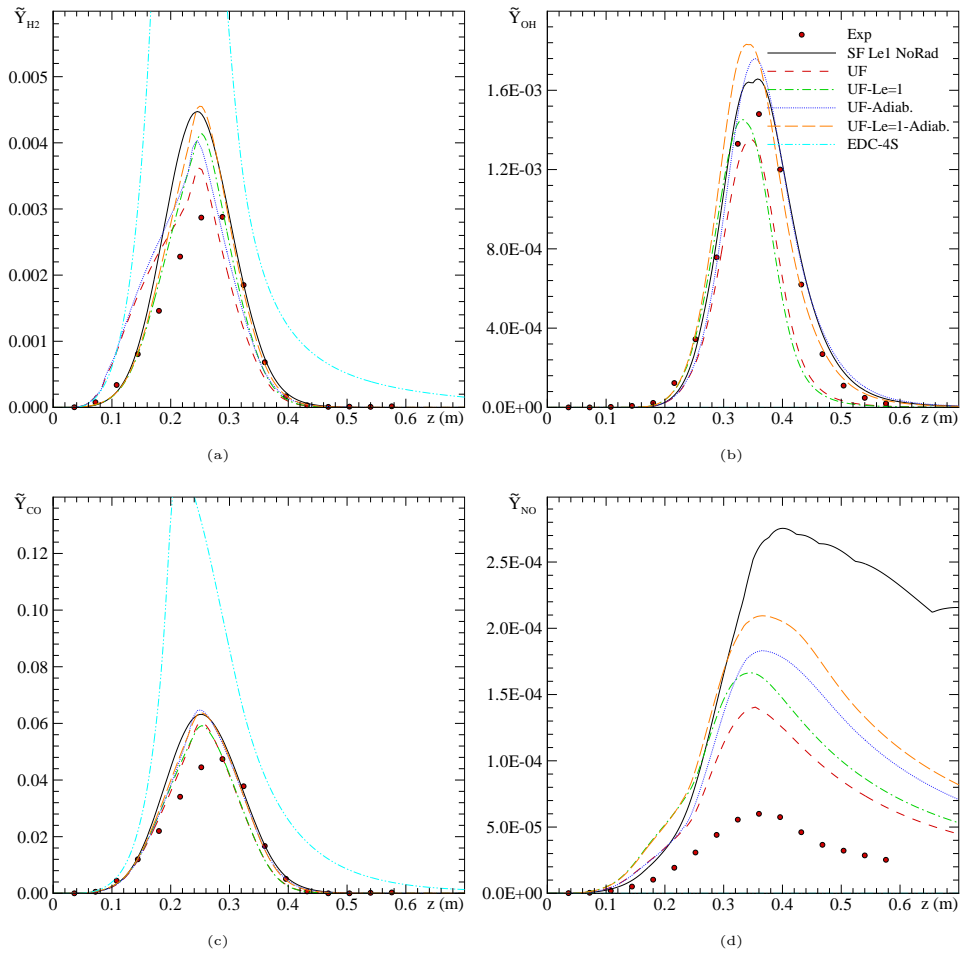 ỸH2
0.005
0.004
0.003
0.002
0.001
0.000
0 0.1 0.2 0.3 0.4 0.5 0.6 z (m)
(a)
ỸOH
Exp
SF Le1 NoRad
UF
UF-Le=1
UF-Adiab.
UF-Le=1-Adiab.
EDC-4S
1.6E-03
1.2E-03
8.0E-04
4.0E-04
0.0E+00
0 0.1 0.2 0.3 0.4 0.5 0.6 z (m)
(b)
ỸCO
0.12
0.10
0.08
0.06
0.04
0.02
0.00
0 0.1 0.2 0.3 0.4 0.5 0.6 z (m)
(c)
ỸNO
2.5E-04
2.0E-04
1.5E-04
1.0E-04
5.0E-05
0.0E+00
0 0.1 0.2 0.3 0.4 0.5 0.6 z (m)
(d)